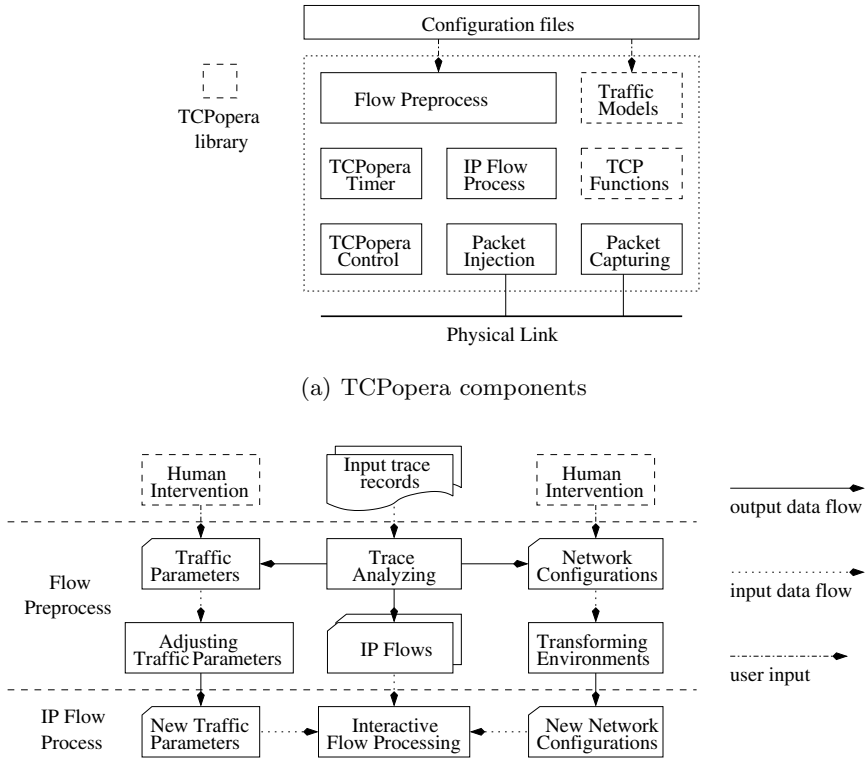 Configuration files
TCPopera
library
Flow Preprocess
Traffic
Models
TCPopera
Timer
IP Flow
Process
TCP
Functions
TCPopera
Control
Packet
Injection
Packet
Capturing
Physical Link
(a) TCPopera components
Human
Intervention
Input trace
records
Human
Intervention
output data flow
Flow
Preprocess
Traffic
Parameters
Trace
Analyzing
Network
Configurations
input data flow
Adjusting
Traffic Parameters
IP Flows
Transforming
Environments
user input
IP Flow
Process
New Traffic
Parameters
Interactive
Flow Processing
New Network
Configurations